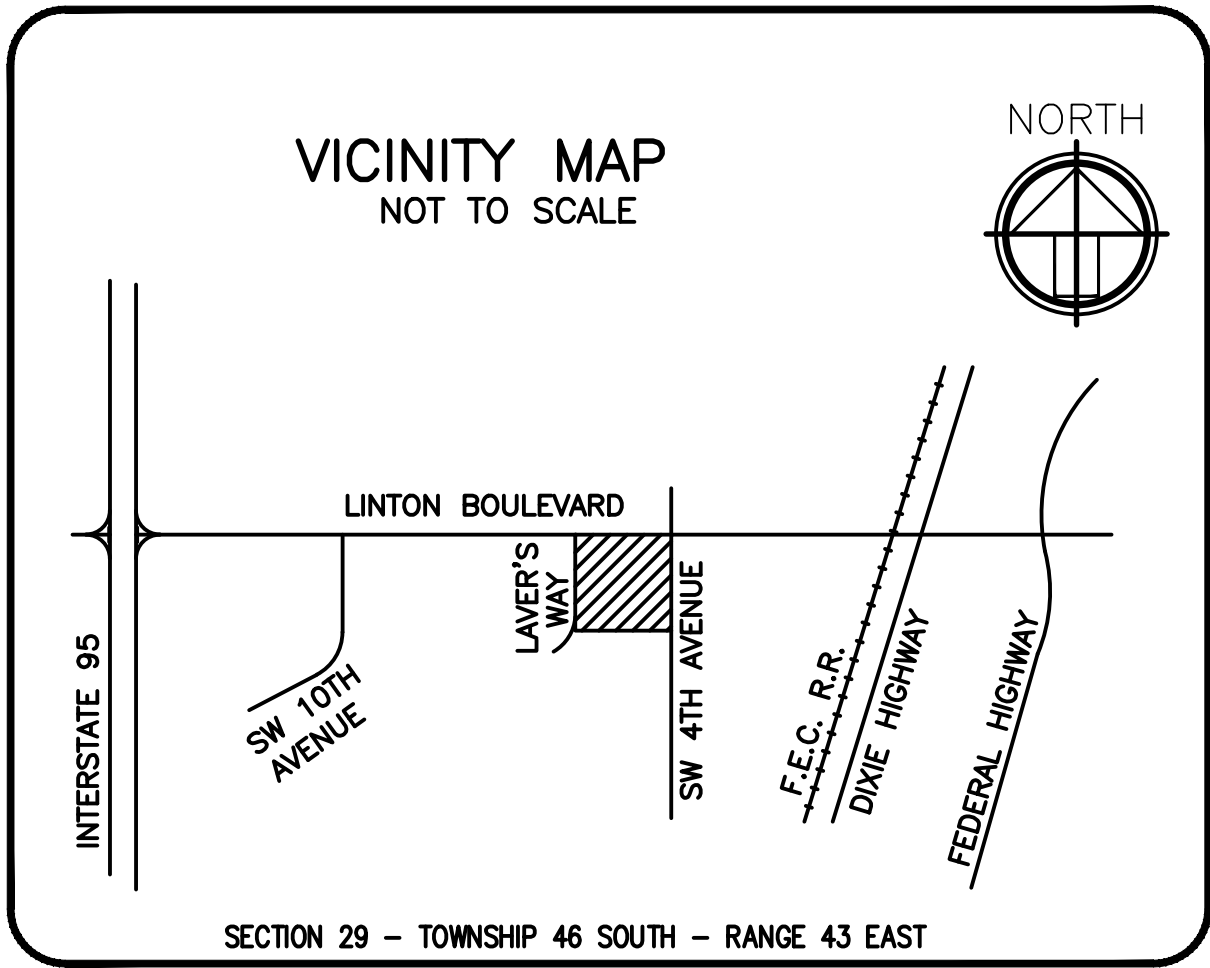 NORTH
VICINITY MAP
NOT TO SCALE
LINTON BOULEVARD
LAVER'S
WAY
SW 4TH AVENUE
INTERSTATE 95
SW 10TH
AVENUE
F.E.C. R.R.
DIXIE HIGHWAY
FEDERAL HIGHWAY
SECTION 29 - TOWNSHIP 46 SOUTH - RANGE 43 EAST